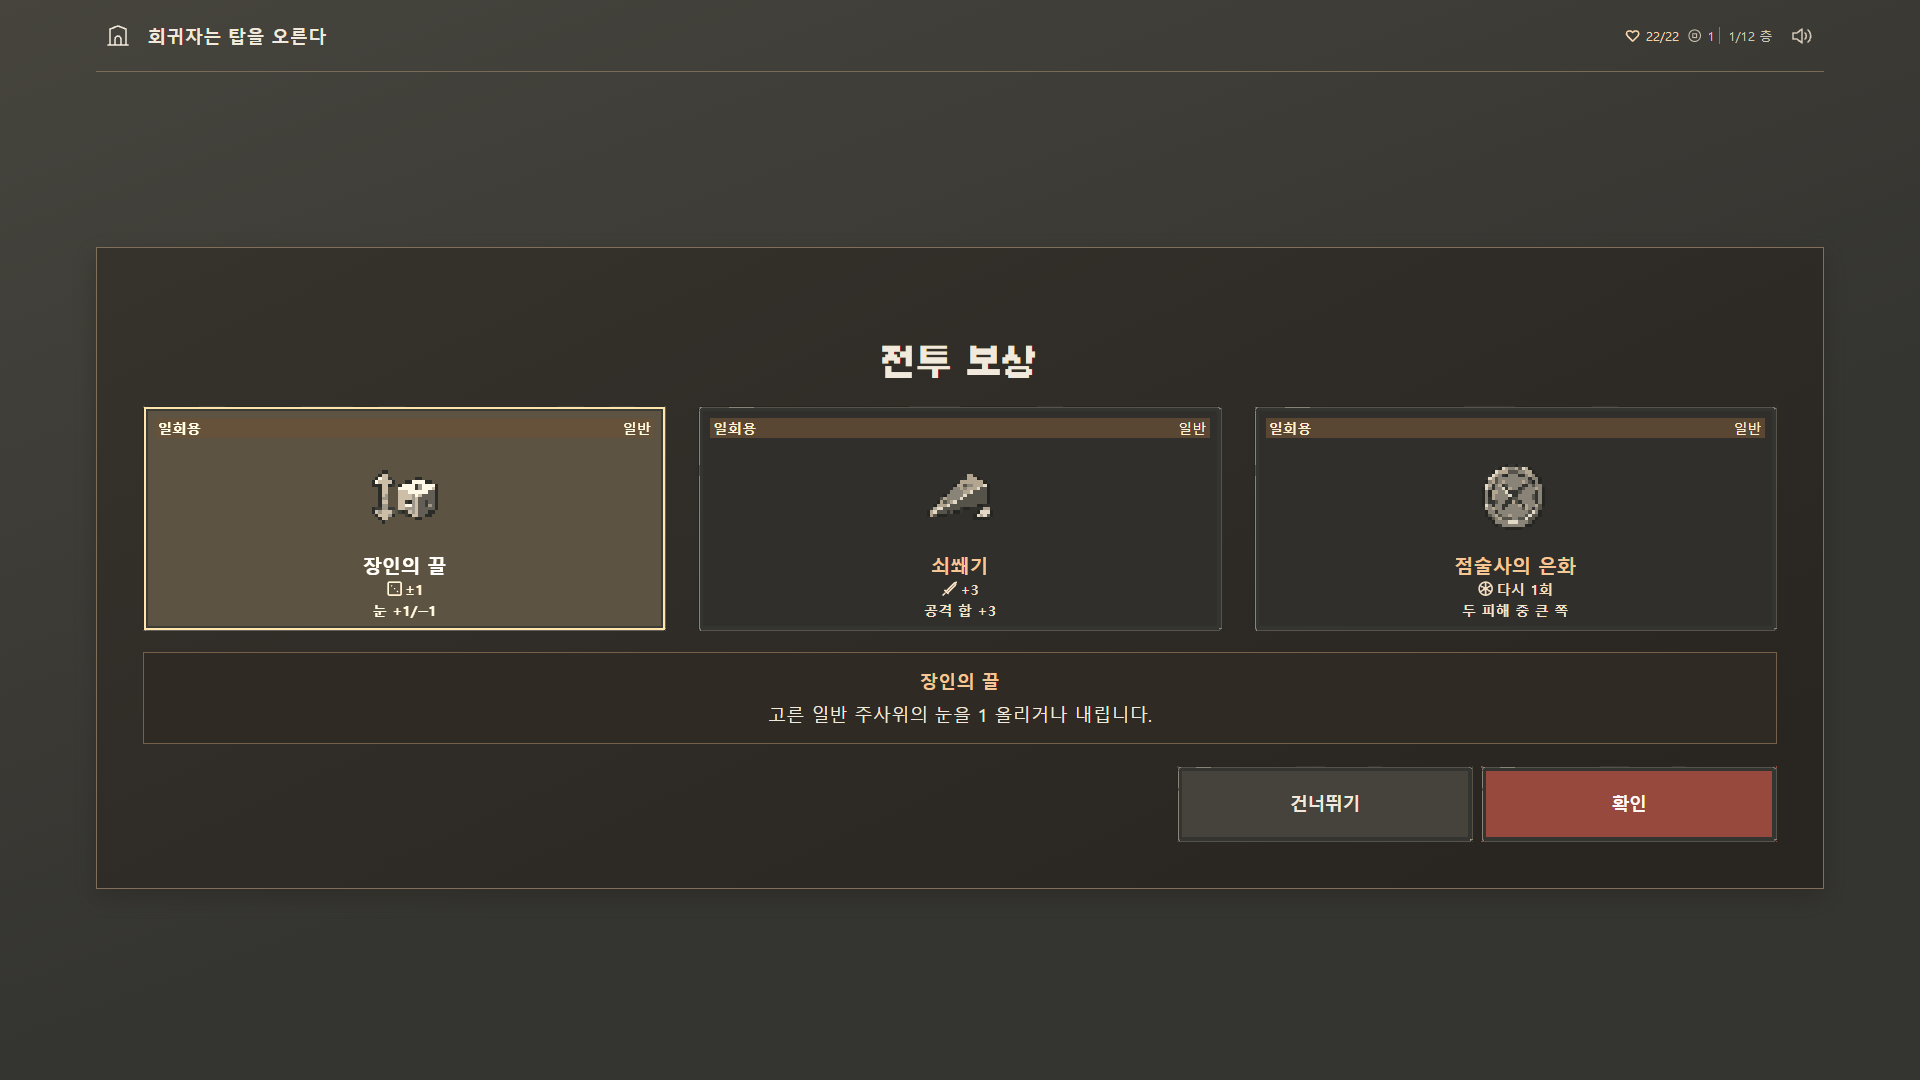 회귀자는 탑을 오른다
22/22 1 1/12 층
전투 보상
일회용 일반
장인의 끌
±1
눈 +1/−1
일회용 일반
쇠쐐기
+3
공격 합 +3
일회용 일반
점술사의 은화
다시 1회
두 피해 중 큰 쪽
장인의 끌
고른 일반 주사위의 눈을 1 올리거나 내립니다.
건너뛰기
확인